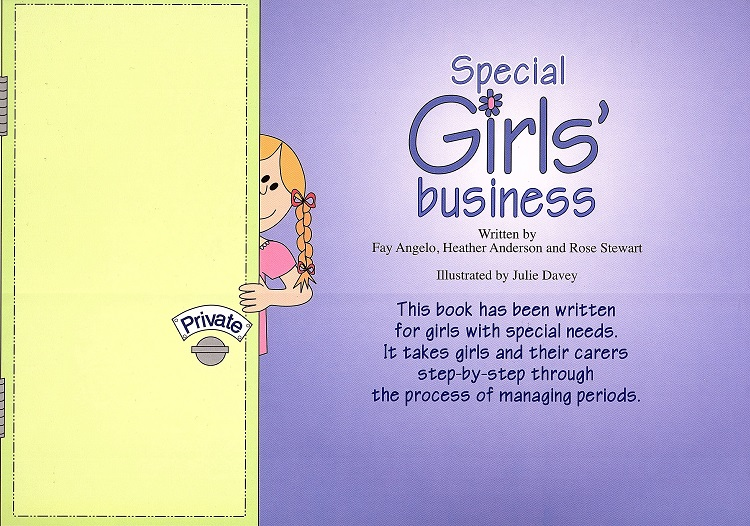 Special
Girls'
business
Written by
Fay Angelo, Heather Anderson and Rose Stewart
Illustrated by Julie Davey
This book has been written
for girls with special needs.
It takes girls and their carers
step-by-step through
the process of managing periods.
Private